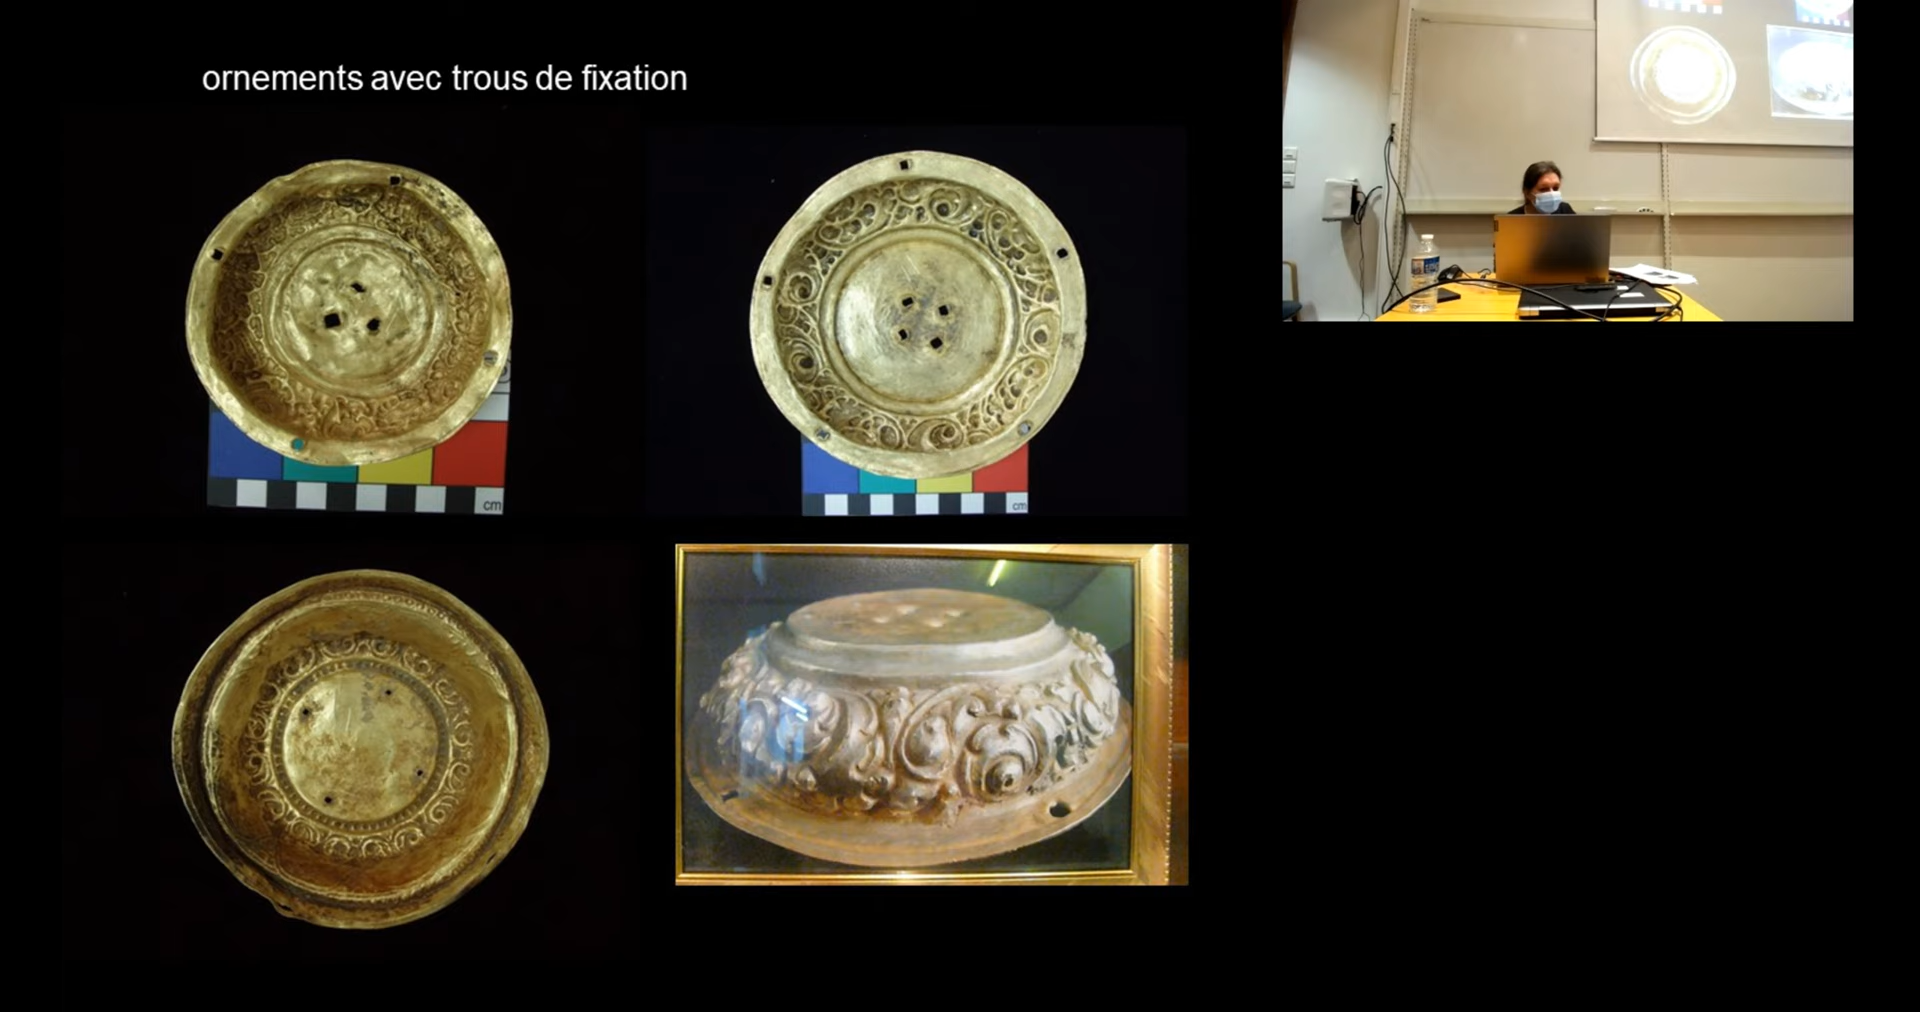 ornements avec trous de fixation
cm
cm